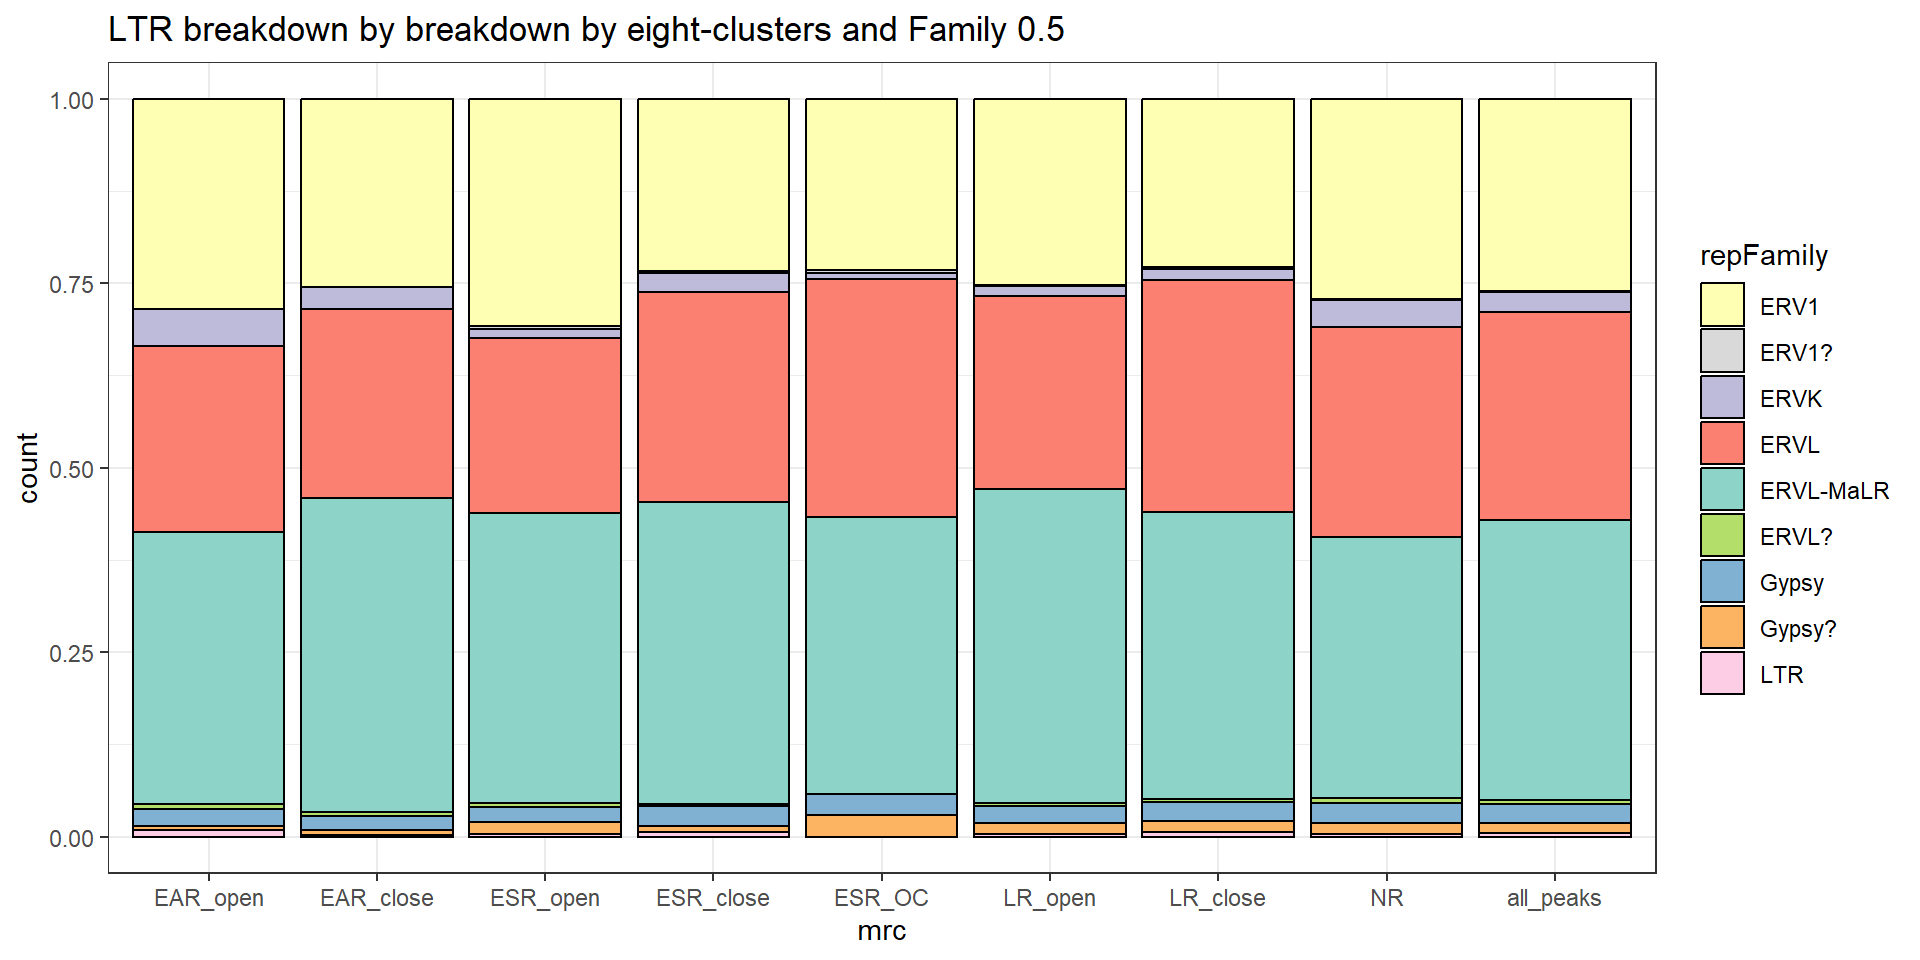 LTR breakdown by breakdown by eight-clusters and Family 0.5
count
1.00
0.75
0.50
0.25
0.00
EAR_open EAR_close ESR_open ESR_close ESR_OC LR_open LR_close NR all_peaks
mrc
repFamily
ERV1
ERV1?
ERVK
ERVL
ERVL-MaLR
ERVL?
Gypsy
Gypsy?
LTR